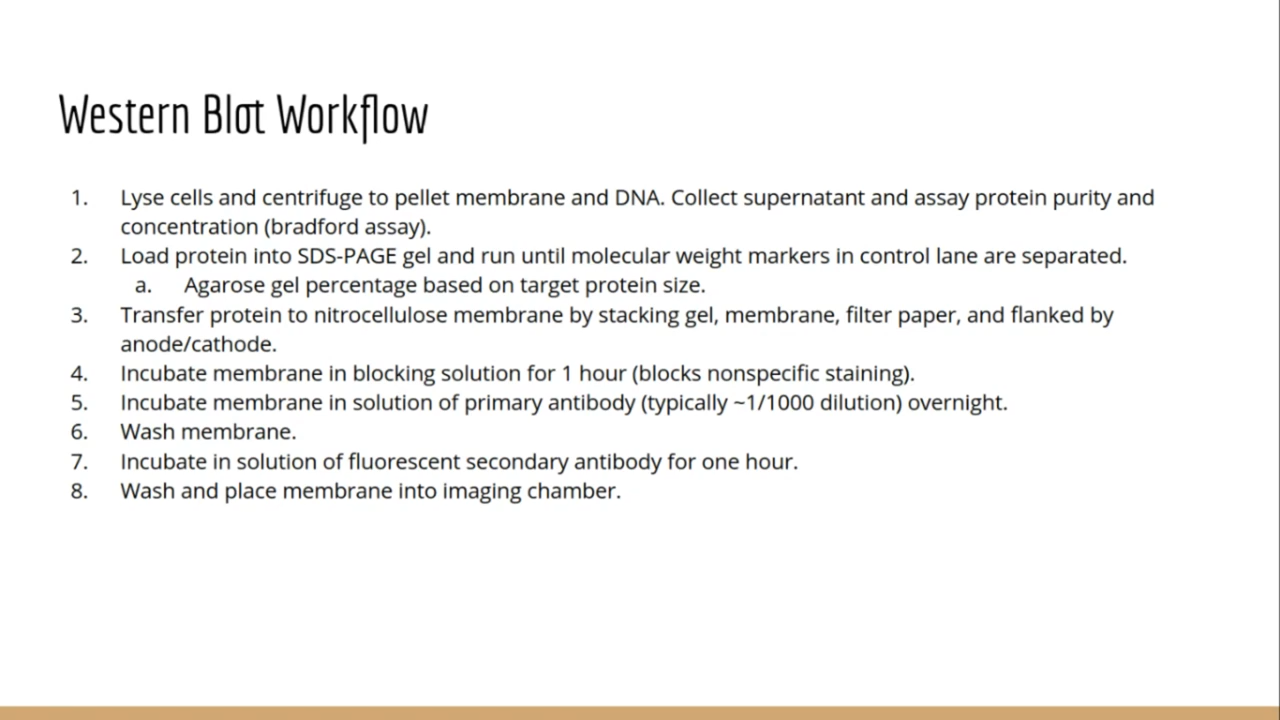 Western Blot Workflow
1. Lyse cells and centrifuge to pellet membrane and DNA. Collect supernatant and assay protein purity and
concentration (bradford assay).
2. Load protein into SDS-PAGE gel and run until molecular weight markers in control lane are separated.
a. Agarose gel percentage based on target protein size.
3. Transfer protein to nitrocellulose membrane by stacking gel, membrane, filter paper, and flanked by
anode/cathode.
4. Incubate membrane in blocking solution for 1 hour (blocks nonspecific staining).
5. Incubate membrane in solution of primary antibody (typically ~1/1000 dilution) overnight.
6. Wash membrane.
7. Incubate in solution of fluorescent secondary antibody for one hour.
8. Wash and place membrane into imaging chamber.